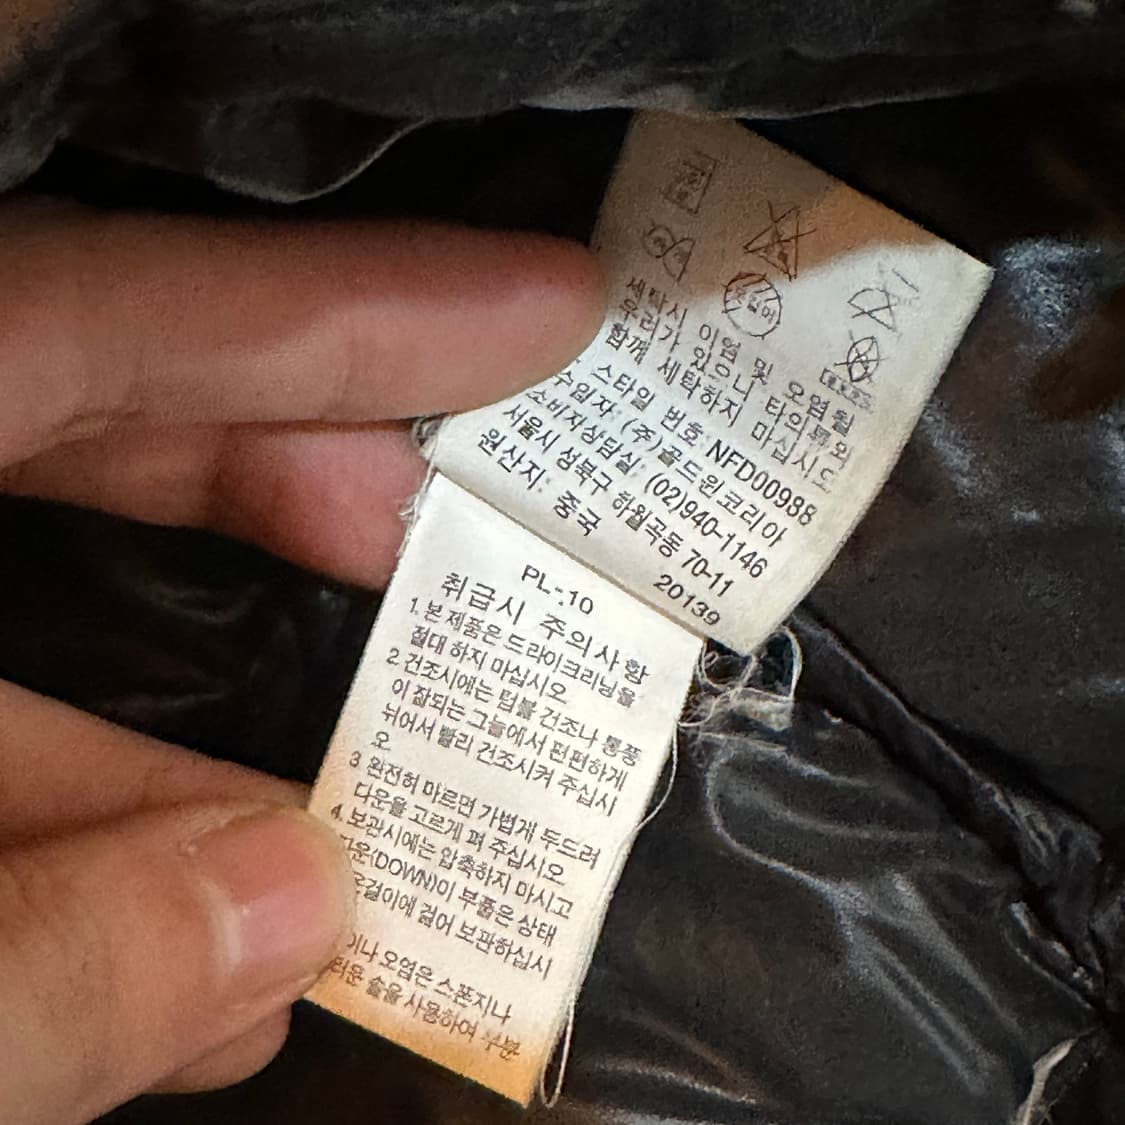 세탁시 이염 및 오염될
우려가 있으니 타의류와
함께 세탁하지 마십시오
스타일 번호: NFD00988
수입자: (주)골드윈코리아
소비자상담실: (02)940-1146
서울시 성북구 하월곡동 70-11
원산지: 중국 20139
PL-:10
취급시 주의사항
1. 본 제품은 드라이크리닝을
절대 하지 마십시오
2. 건조시에는 텀블 건조나 통풍
이 잘되는 그늘에서 편편하게
뉘어서 빨리 건조시켜 주십시
오
3 완전히 마르면 가볍게 두드려
다운을 고르게 펴 주십시오
4. 보관시에는 압축하지 마시고
다운(DOWN)이 부풀은 상태
옷걸이에 걸어 보관하십시
이나 오염은 스폰지나
러운 솔을 사용하여 부분